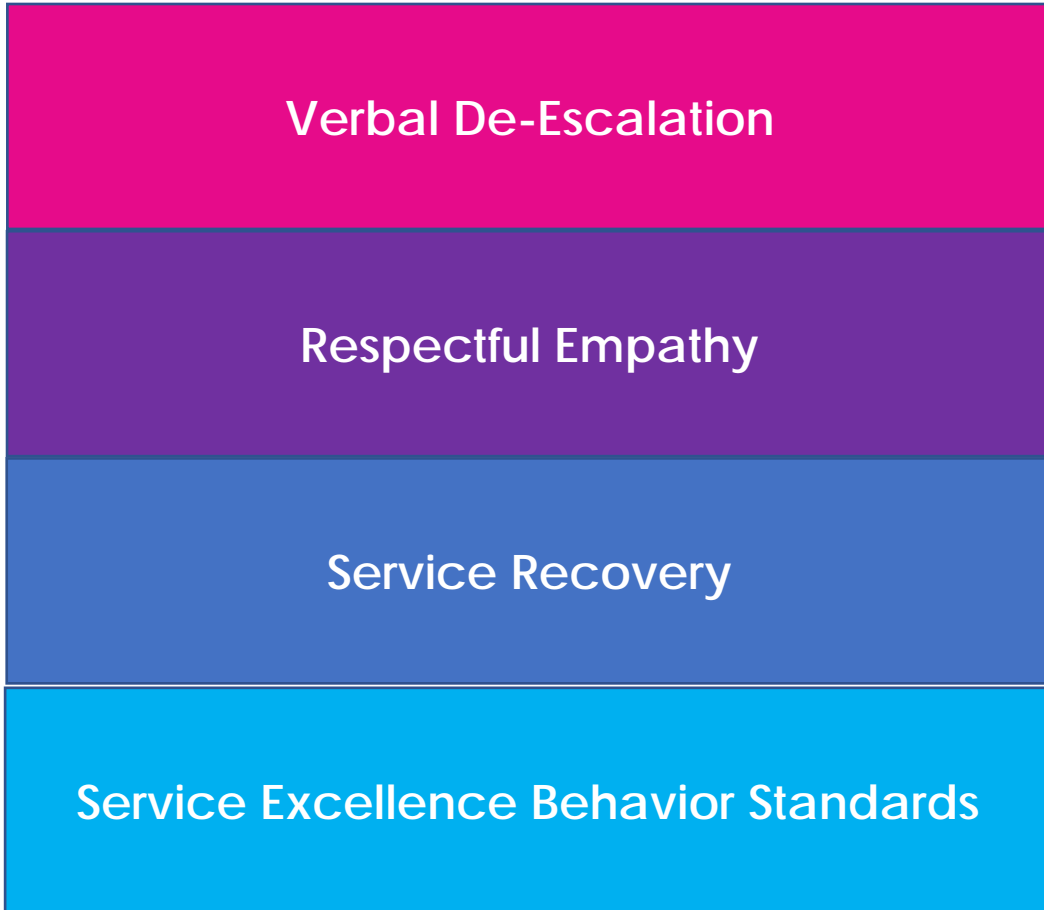 Verbal De-Escalation
Respectful Empathy
Service Recovery
Service Excellence Behavior Standards